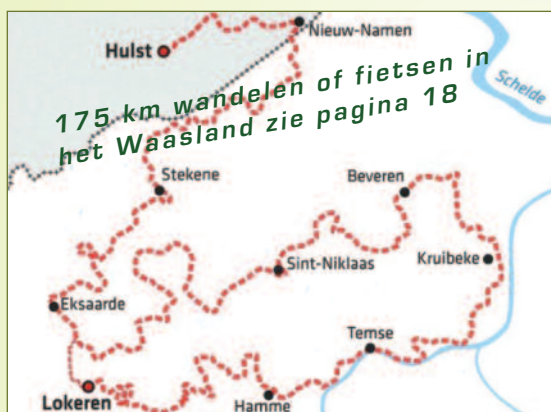 Nieuw-Namen
Hulst
Schelde
175 km wandelen of fietsen in
het Waasland zie pagina 18
Stekene
Beveren
Sint-Niklaas
Kruibeke
Eksaarde
Temse
Lokeren
Hamme